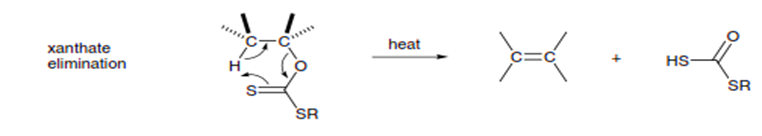 xanthate
elimination
C C
H O
S
SR
heat
C=C
+
HS
O
SR